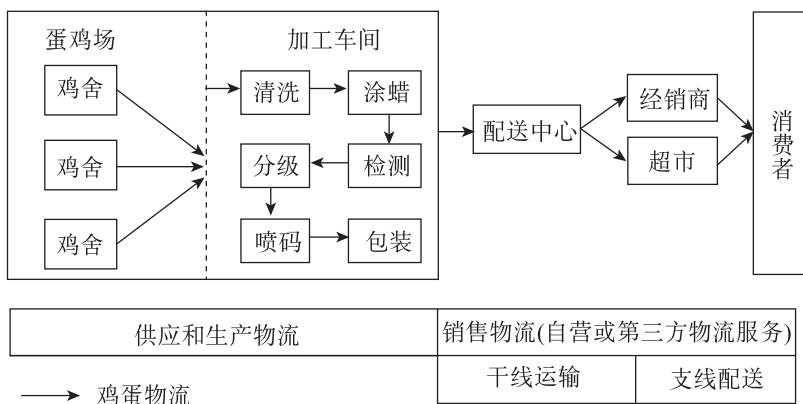 蛋鸡场
加工车间
鸡舍
鸡舍
鸡舍
清洗
涂蜡
分级
检测
喷码
包装
配送中心
经销商
超市
消费者
供应和生产物流
销售物流(自营或第三方物流服务)
干线运输
支线配送
鸡蛋物流